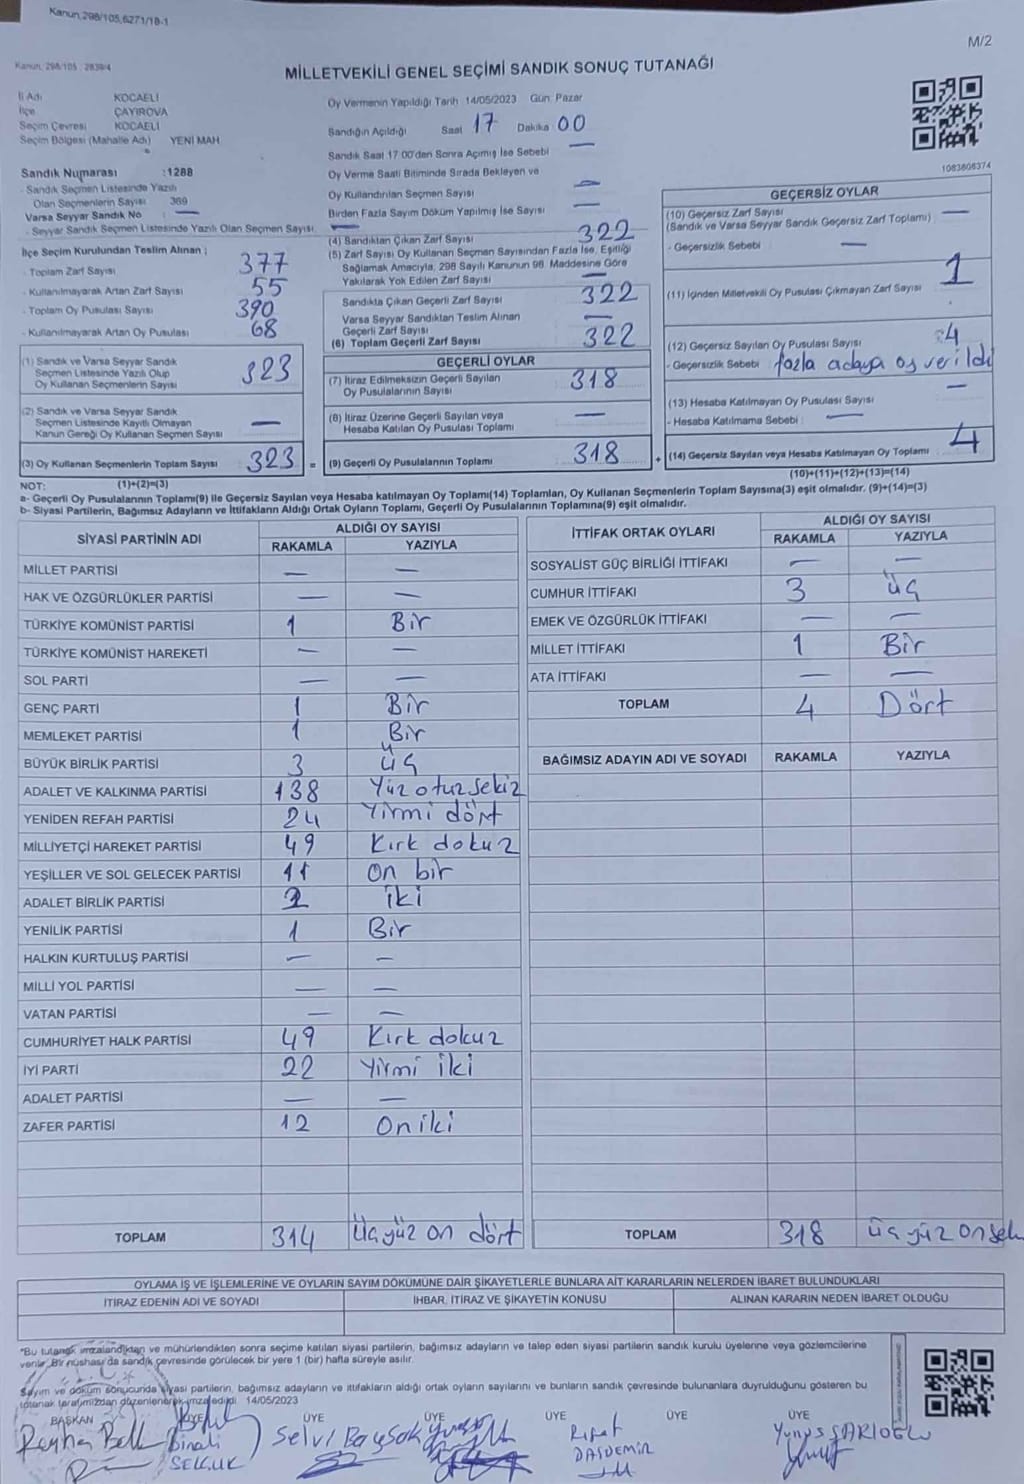 Kanun,298/105,6271/18-1
M/2
Kanun, 298/105 : 2839/4
MİLLETVEKİLİ GENEL SEÇİMİ SANDIK SONUÇ TUTANAĞI
İl Adı KOCAELİ
İlçe ÇAYIROVA
Seçim Çevresi KOCAELİ
Seçim Bölgesi (Mahalle Adı) YENİ MAH
Sandık Numarası :1288
- Sandık Seçmen Listesinde Yazılı
Olan Seçmenlerin Sayısı 369
Varsa Seyyar Sandık No —
- Seyyar Sandık Seçmen Listesinde Yazılı Olan Seçmen Sayısı —
İlçe Seçim Kurulundan Teslim Alınan ;
- Toplam Zarf Sayısı 377
- Kullanılmayarak Artan Zarf Sayısı 55
- Toplam Oy Pusulası Sayısı 390
- Kullanılmayarak Artan Oy Pusulası 68
(1) Sandık ve Varsa Seyyar Sandık
Seçmen Listesinde Yazılı Olup
Oy Kullanan Seçmenlerin Sayısı 323
(2) Sandık ve Varsa Seyyar Sandık
Seçmen Listesinde Kayıtlı Olmayan
Kanun Gereği Oy Kullanan Seçmen Sayısı —
(3) Oy Kullanan Seçmenlerin Toplam Sayısı 323 =
Oy Vermenin Yapıldığı Tarih 14/05/2023 Gün: Pazar
Sandığın Açıldığı Saat 17 Dakika 00
Sandık Saat 17:00'den Sonra Açımış İse Sebebi —
Oy Verme Saati Bitiminde Sırada Bekleyen ve
Oy Kullandırılan Seçmen Sayısı —
Birden Fazla Sayım Döküm Yapılmış İse Sayısı —
(4) Sandıktan Çıkan Zarf Sayısı 322
(5) Zarf Sayısı Oy Kullanan Seçmen Sayısından Fazla İse, Eşitliği
Sağlamak Amacıyla, 298 Sayılı Kanunun 98. Maddesine Göre
Yakılarak Yok Edilen Zarf Sayısı —
Sandıkta Çıkan Geçerli Zarf Sayısı 322
Varsa Seyyar Sandıktan Teslim Alınan
Geçerli Zarf Sayısı —
(6) Toplam Geçerli Zarf Sayısı 322
GEÇERLİ OYLAR
(7) İtiraz Edilmeksizin Geçerli Sayılan
Oy Pusulalarının Sayısı 318
(8) İtiraz Üzerine Geçerli Sayılan veya
Hesaba Katılan Oy Pusulası Toplamı —
(9) Geçerli Oy Pusulalarının Toplamı 318 +
1083606374
GEÇERSİZ OYLAR
(10) Geçersiz Zarf Sayısı —
(Sandık ve Varsa Seyyar Sandık Geçersiz Zarf Toplamı)
- Geçersizlik Sebebi —
(11) İçinden Milletvekili Oy Pusulası Çıkmayan Zarf Sayısı 1
(12) Geçersiz Sayılan Oy Pusulası Sayısı 4
- Geçersizlik Sebebi fazla adaya oy verildi
(13) Hesaba Katılmayan Oy Pusulası Sayısı —
- Hesaba Katılmama Sebebi : —
(14) Geçersiz Sayılan veya Hesaba Katılmayan Oy Toplamı 4
NOT: (1)+(2)=(3) (10)+(11)+(12)+(13)=(14)
a- Geçerli Oy Pusulalarının Toplamı(9) ile Geçersiz Sayılan veya Hesaba katılmayan Oy Toplamı(14) Toplamları, Oy Kullanan Seçmenlerin Toplam Sayısına(3) eşit olmalıdır. (9)+(14)=(3)
b- Siyasi Partilerin, Bağımsız Adayların ve İttifakların Aldığı Ortak Oyların Toplamı, Geçerli Oy Pusulalarının Toplamına(9) eşit olmalıdır.
SİYASİ PARTİNİN ADI ALDIĞI OY SAYISI
RAKAMLA YAZIYLA
MİLLET PARTİSİ — —
HAK VE ÖZGÜRLÜKLER PARTİSİ — —
TÜRKİYE KOMÜNİST PARTİSİ 1 Bir
TÜRKİYE KOMÜNİST HAREKETİ — —
SOL PARTİ — —
GENÇ PARTİ 1 Bir
MEMLEKET PARTİSİ 1 Bir
BÜYÜK BİRLİK PARTİSİ 3 üç
ADALET VE KALKINMA PARTİSİ 138 Yüz otuz sekiz
YENİDEN REFAH PARTİSİ 24 Yirmi dört
MİLLİYETÇİ HAREKET PARTİSİ 49 Kırk dokuz
YEŞİLLER VE SOL GELECEK PARTİSİ 11 On bir
ADALET BİRLİK PARTİSİ 2 iki
YENİLİK PARTİSİ 1 Bir
HALKIN KURTULUŞ PARTİSİ — —
MİLLİ YOL PARTİSİ — —
VATAN PARTİSİ — —
CUMHURİYET HALK PARTİSİ 49 Kırk dokuz
İYİ PARTİ 22 Yirmi iki
ADALET PARTİSİ — —
ZAFER PARTİSİ 12 Oniki
TOPLAM 314 Üçyüz on dört
İTTİFAK ORTAK OYLARI ALDIĞI OY SAYISI
RAKAMLA YAZIYLA
SOSYALİST GÜÇ BİRLİĞİ İTTİFAKI — —
CUMHUR İTTİFAKI 3 üç
EMEK VE ÖZGÜRLÜK İTTİFAKI — —
MİLLET İTTİFAKI 1 Bir
ATA İTTİFAKI — —
TOPLAM 4 Dört
BAĞIMSIZ ADAYIN ADI VE SOYADI RAKAMLA YAZIYLA
TOPLAM 318 üçyüz onsek
OYLAMA İŞ VE İŞLEMLERİNE VE OYLARIN SAYIM DÖKÜMÜNE DAİR ŞİKAYETLERLE BUNLARA AİT KARARLARIN NELERDEN İBARET BULUNDUKLARI
İTİRAZ EDENİN ADI VE SOYADI İHBAR, İTİRAZ VE ŞİKAYETİN KONUSU ALINAN KARARIN NEDEN İBARET OLDUĞU
"Bu tutanak imzalandıktan ve mühürlendikten sonra seçime katılan siyasi partilerin, bağımsız adayların ve talep eden siyasi partilerin sandık kurulu üyelerine veya gözlemcilerine
verilir. Bir nüshası da sandık çevresinde görülecek bir yere 1 (bir) hafta süreyle asılır.
Sayım ve döküm sonucunda siyasi partilerin, bağımsız adayların ve ittifakların aldığı ortak oyların sayılarını ve bunların sandık çevresinde bulunanlara duyrulduğunu gösteren bu
tutanak tarafımızdan düzenlenerek imza edildi. 14/05/2023
BAŞKAN ÜYE ÜYE ÜYE ÜYE ÜYE ÜYE
Binali
SELÇUK
Selvi
Rıfat
DAŞDEMİR
Yunus SARIOĞLU